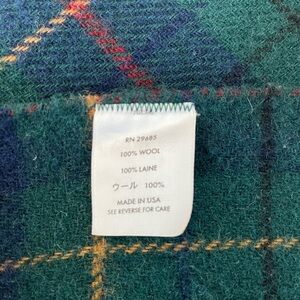 RN 29685
100% WOOL
100% LAINE
ウール 100%
MADE IN USA
SEE REVERSE FOR CARE